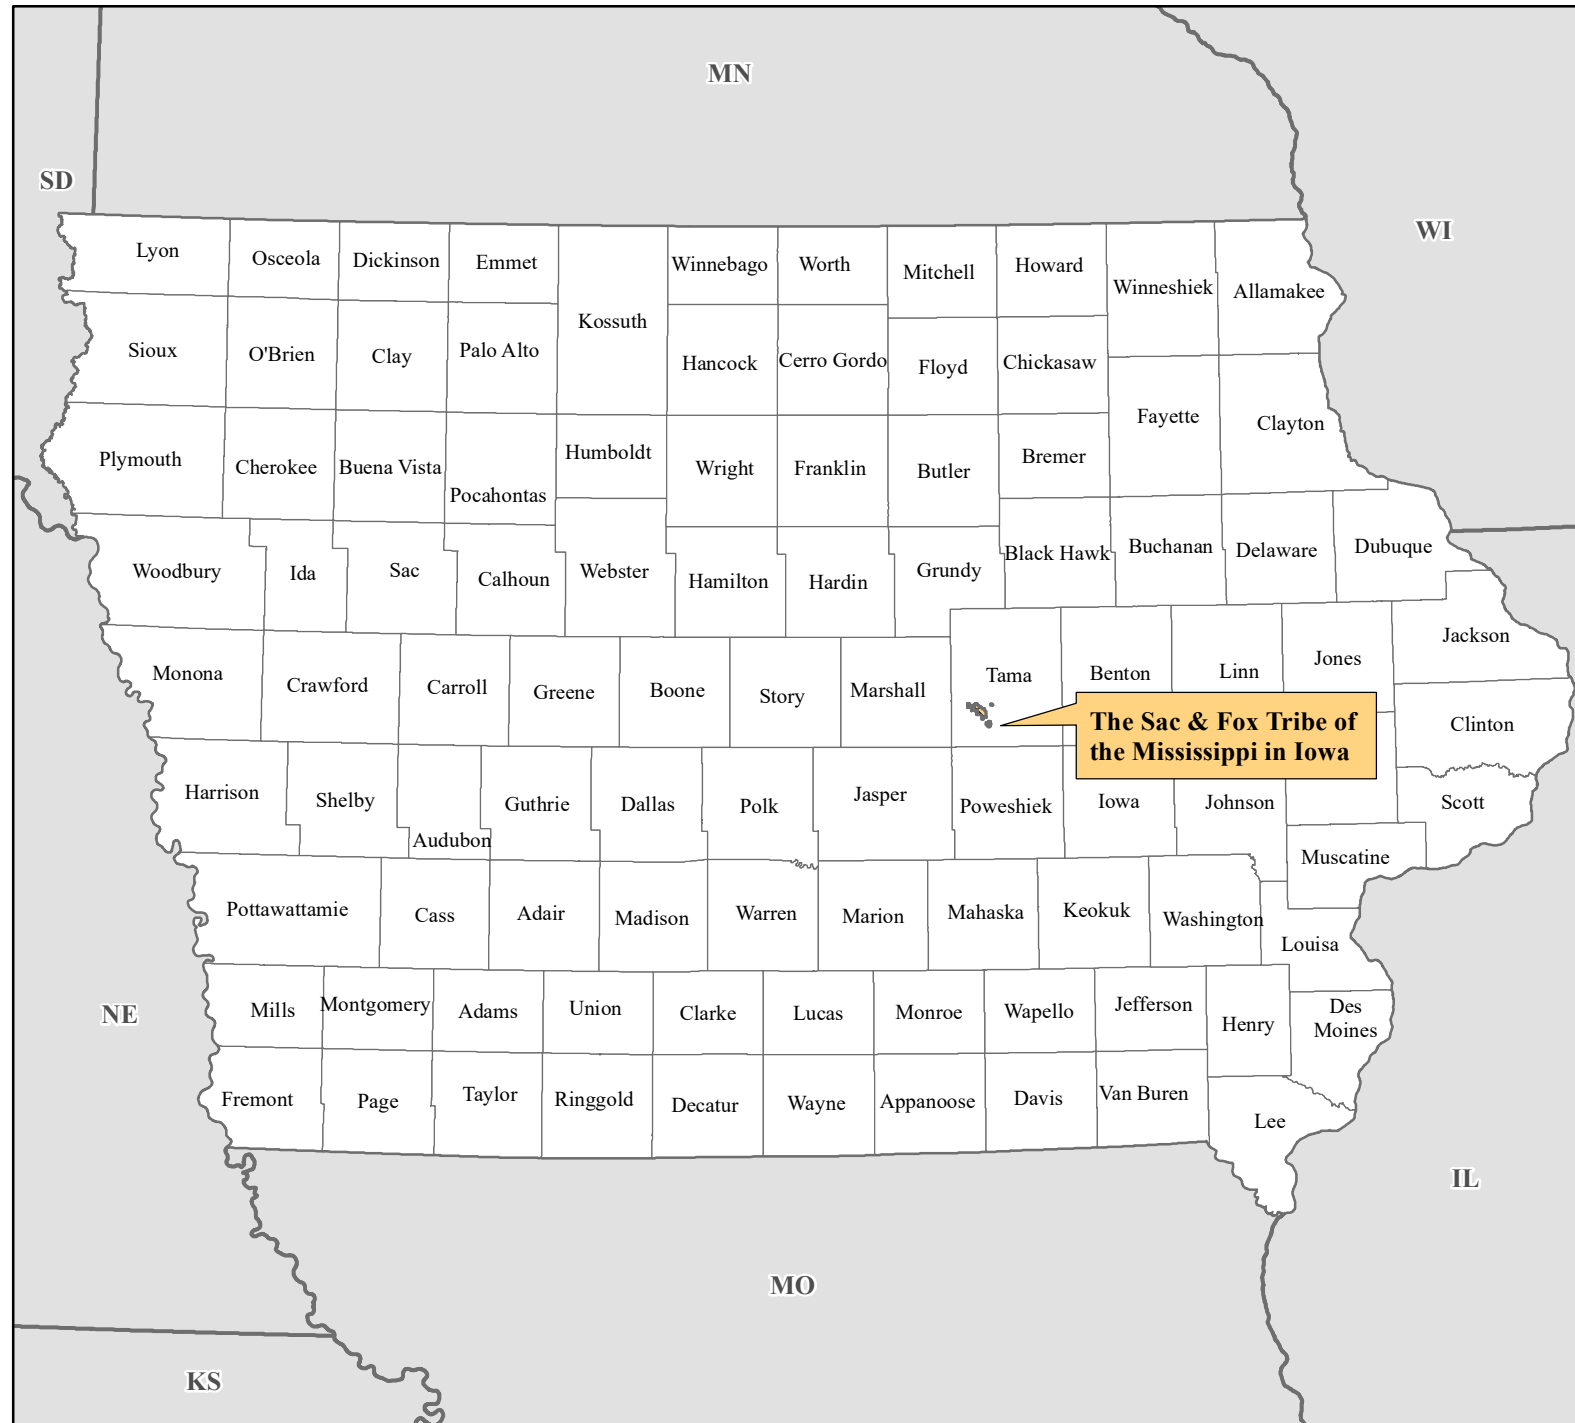 MN
SD
WI
Lyon
Osceola
Dickinson
Emmet
Winnebago
Worth
Mitchell
Howard
Winneshiek
Allamakee
Kossuth
Sioux
O'Brien
Clay
Palo Alto
Hancock
Cerro Gordo
Floyd
Chickasaw
Fayette
Clayton
Plymouth
Cherokee
Buena Vista
Pocahontas
Humboldt
Wright
Franklin
Butler
Bremer
Woodbury
Ida
Sac
Calhoun
Webster
Hamilton
Hardin
Grundy
Black Hawk
Buchanan
Delaware
Dubuque
Jackson
Monona
Crawford
Carroll
Greene
Boone
Story
Marshall
Tama
Benton
Linn
Jones
The Sac & Fox Tribe of
the Mississippi in Iowa
Clinton
Harrison
Shelby
Audubon
Guthrie
Dallas
Polk
Jasper
Poweshiek
Iowa
Johnson
Scott
Muscatine
Pottawattamie
Cass
Adair
Madison
Warren
Marion
Mahaska
Keokuk
Washington
Louisa
NE
Mills
Montgomery
Adams
Union
Clarke
Lucas
Monroe
Wapello
Jefferson
Henry
Des
Moines
Fremont
Page
Taylor
Ringgold
Decatur
Wayne
Appanoose
Davis
Van Buren
Lee
IL
MO
KS